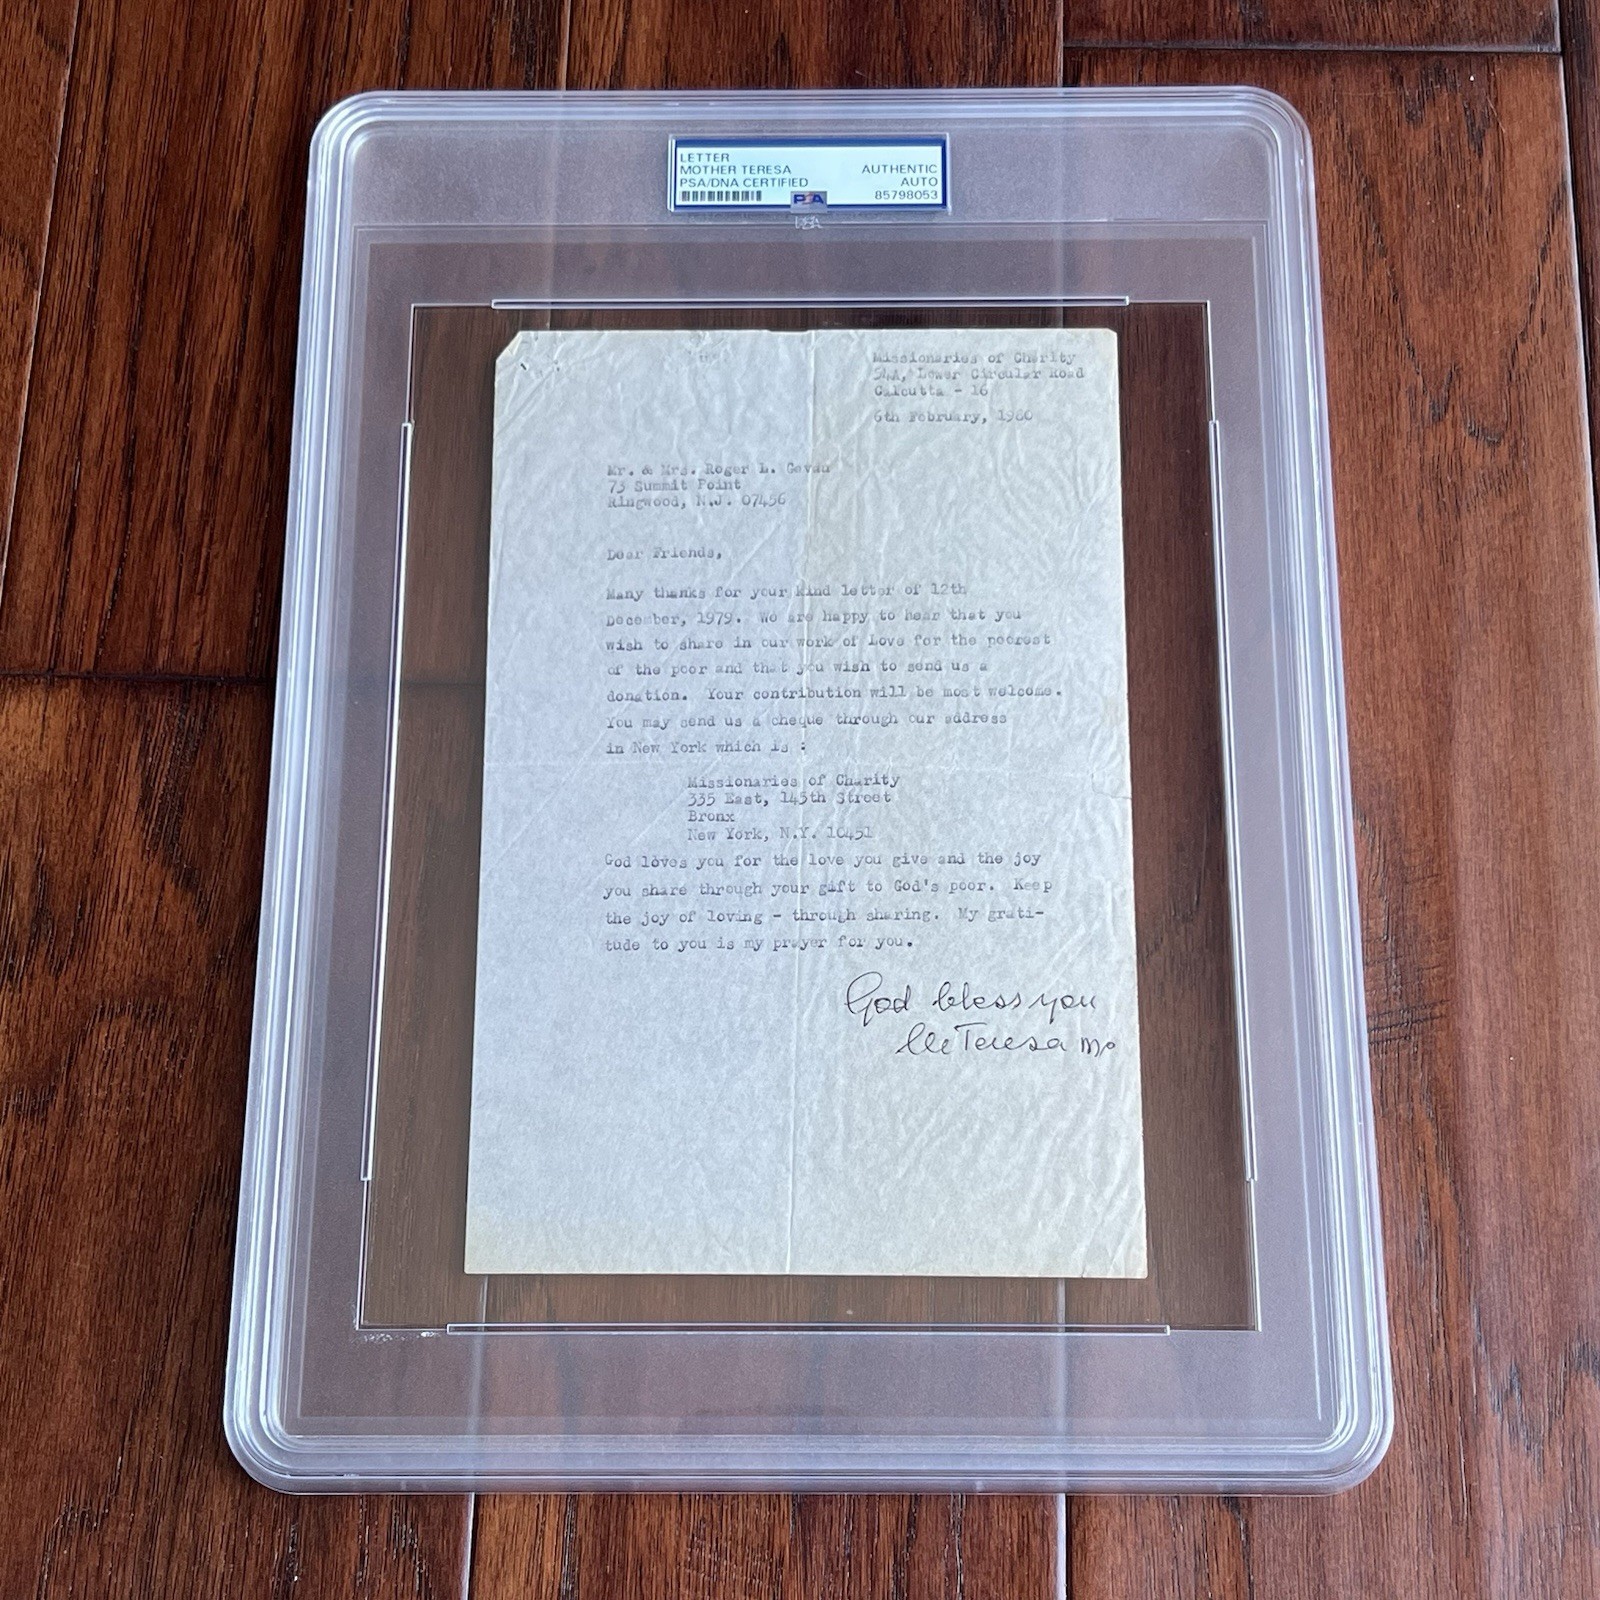 LETTER
MOTHER TERESA AUTHENTIC
PSA/DNA CERTIFIED AUTO
PSA 85798053
PSA
Missionaries of Charity
54A, Lower Circular Road
Calcutta - 16
6th February, 1980
Mr. & Mrs. Roger L.
73 Summit Point
Ringwood, N.J. 07456
Dear Friends,
Many thanks for your kind letter of 12th
December, 1979. We are happy to hear that you
wish to share in our work of Love for the poorest
of the poor and that you wish to send us a
donation. Your contribution will be most welcome.
You may send us a cheque through our address
in New York which is :
Missionaries of Charity
335 East, 145th Street
Bronx
New York, N.Y. 10451
God loves you for the love you give and the joy
you share through your gift to God's poor. Keep
the joy of loving - through sharing. My grati-
tude to you is my prayer for you.
God bless you
M Teresa mc